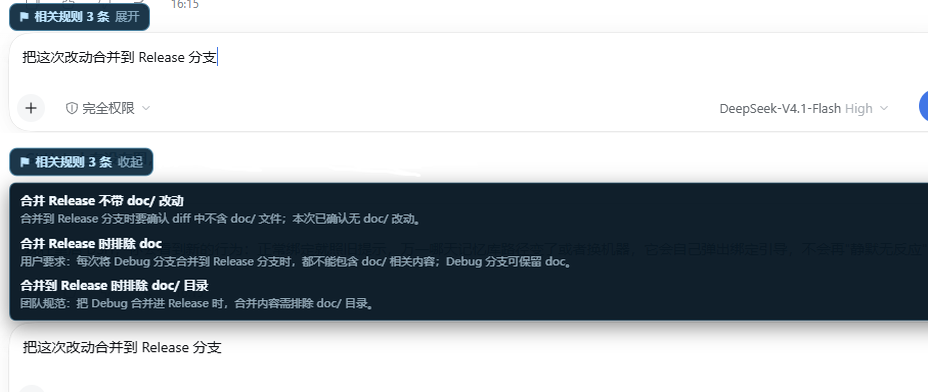 16:15
相关规则 3 条 展开
把这次改动合并到 Release 分支
完全权限
DeepSeek-V4.1-Flash High
相关规则 3 条 收起
合并 Release 不带 doc/ 改动
合并到 Release 分支时要确认 diff 中不含 doc/ 文件；本次已确认无 doc/ 改动。
合并 Release 时排除 doc
用户要求：每次将 Debug 分支合并到 Release 分支时，都不能包含 doc/ 相关内容；Debug 分支可保留 doc。
合并到 Release 时排除 doc/ 目录
团队规范：把 Debug 合并进 Release 时，合并内容需排除 doc/ 目录。
把这次改动合并到 Release 分支